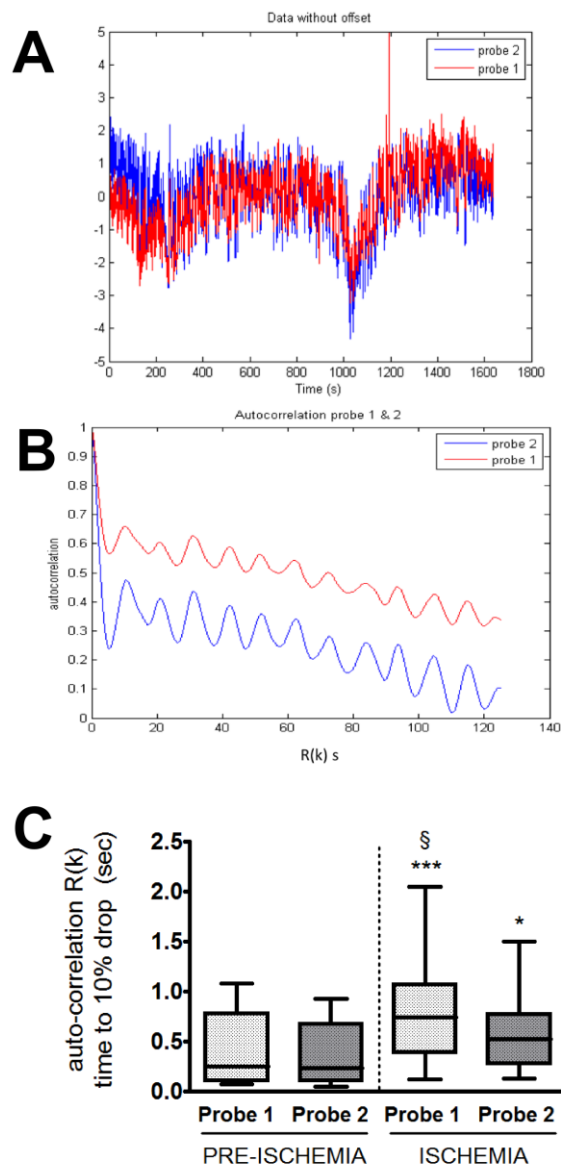 Data without offset
A
probe 2
probe 1
5
4
3
2
1
0
-1
-2
-3
-4
-5
0 200 400 600 800 1000 1200 1400 1600 1800
Time (s)
Autocorrelation probe 1 & 2
B
probe 2
probe 1
1
0.9
0.8
0.7
0.6
0.5
0.4
0.3
0.2
0.1
0
autocorrelation
0 20 40 60 80 100 120 140
R(k) s
C
auto-correlation R(k)
time to 10% drop (sec)
2.5
2.0
1.5
1.0
0.5
0.0
§
***
*
Probe 1 Probe 2 Probe 1 Probe 2
PRE-ISCHEMIA ISCHEMIA